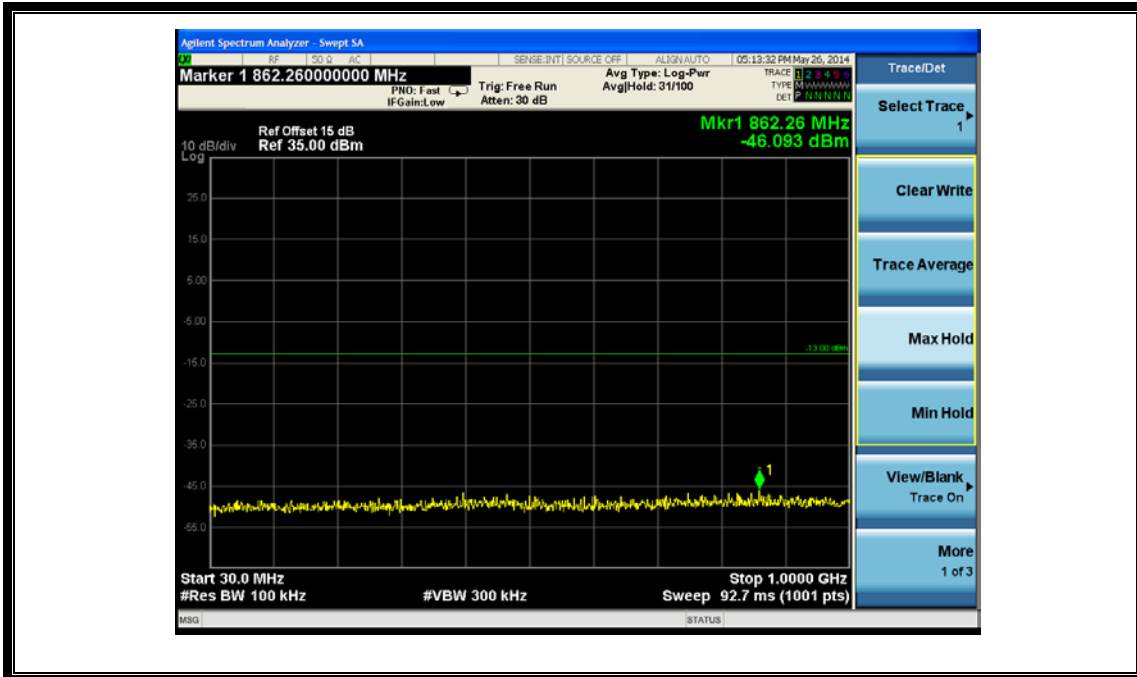 Agilent Spectrum Analyzer - Swept SA
RF 50 Ω AC SENSE:INT SOURCE OFF ALIGNAUTO 05:13:32 PM May 26, 2014
Marker 1 862.260000000 MHz
PNO: Fast
IFGain:Low
Trig: Free Run
Atten: 30 dB
Avg Type: Log-Pwr
Avg|Hold: 31/100
TRACE 1 2 3 4 5 6
TYPE M
DET P N N N N N
Mkr1 862.26 MHz
-46.093 dBm
Ref Offset 15 dB
10 dB/div Ref 35.00 dBm
Log
25.0
15.0
5.00
-5.00
-13.00 dBm
-15.0
-25.0
-35.0
1
-45.0
-55.0
Start 30.0 MHz Stop 1.0000 GHz
#Res BW 100 kHz #VBW 300 kHz Sweep 92.7 ms (1001 pts)
MSG STATUS
Trace/Det
Select Trace
1
Clear Write
Trace Average
Max Hold
Min Hold
View/Blank
Trace On
More
1 of 3